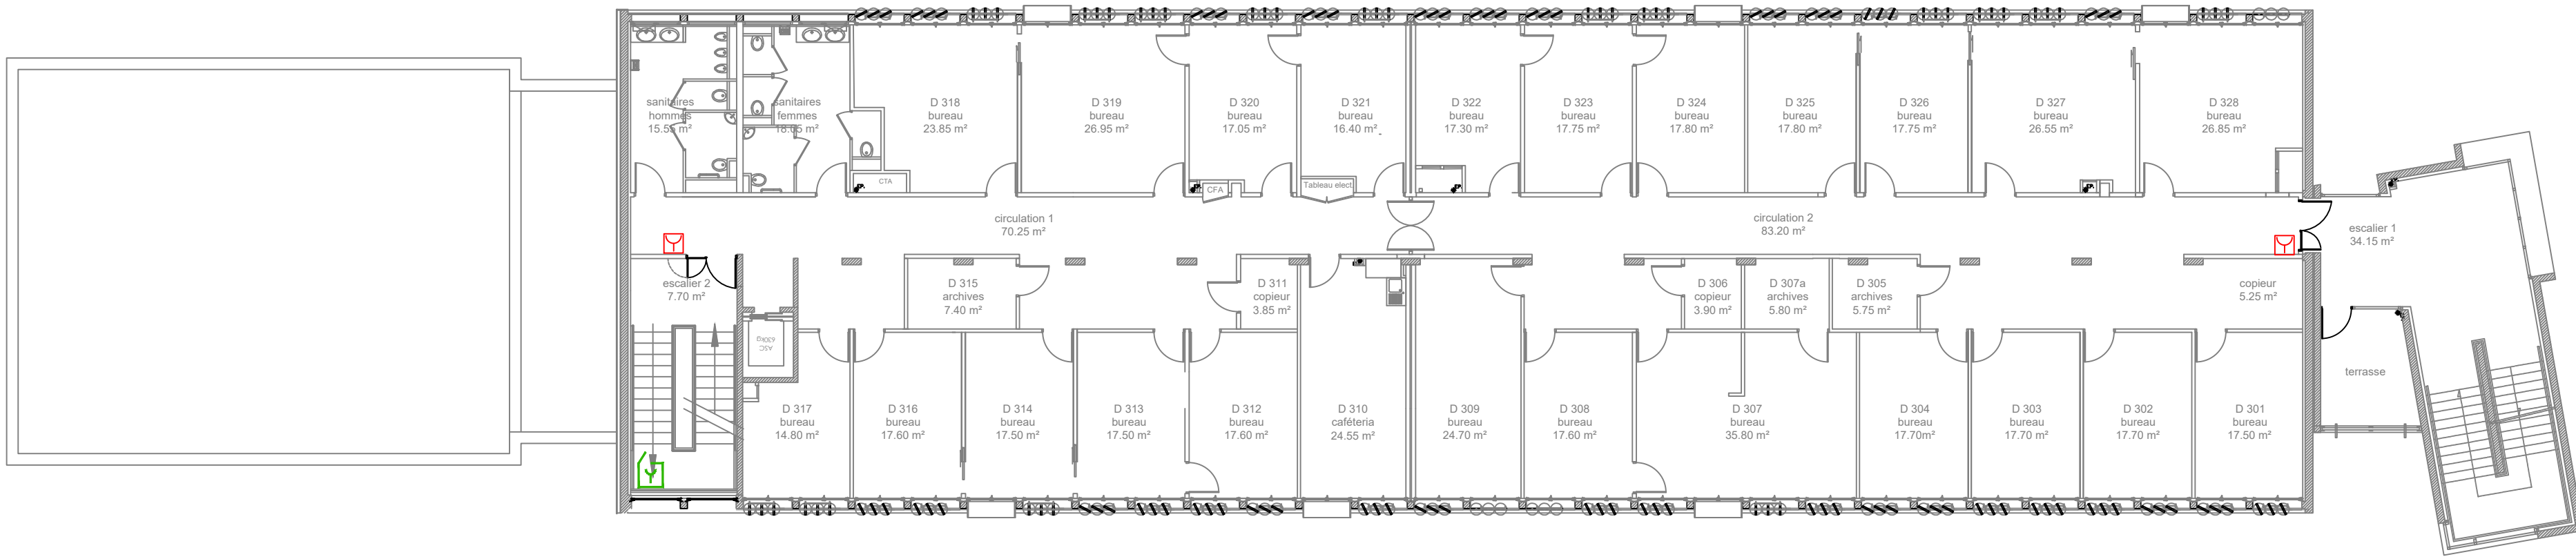 sanitaires
hommes
15.55 m²
sanitaires
femmes
18.05 m²
D 318
bureau
23.85 m²
D 319
bureau
26.95 m²
D 320
bureau
17.05 m²
D 321
bureau
16.40 m²
D 322
bureau
17.30 m²
D 323
bureau
17.75 m²
D 324
bureau
17.80 m²
D 325
bureau
17.80 m²
D 326
bureau
17.75 m²
D 327
bureau
26.55 m²
D 328
bureau
26.85 m²
CTA
CFA
Tableau elect
circulation 1
70.25 m²
circulation 2
83.20 m²
escalier 1
34.15 m²
escalier 2
7.70 m²
D 315
archives
7.40 m²
D 311
copieur
3.85 m²
D 306
copieur
3.90 m²
D 307a
archives
5.80 m²
D 305
archives
5.75 m²
copieur
5.25 m²
ASC
630kg
terrasse
D 317
bureau
14.80 m²
D 316
bureau
17.60 m²
D 314
bureau
17.50 m²
D 313
bureau
17.50 m²
D 312
bureau
17.60 m²
D 310
caféteria
24.55 m²
D 309
bureau
24.70 m²
D 308
bureau
17.60 m²
D 307
bureau
35.80 m²
D 304
bureau
17.70m²
D 303
bureau
17.70 m²
D 302
bureau
17.70 m²
D 301
bureau
17.50 m²